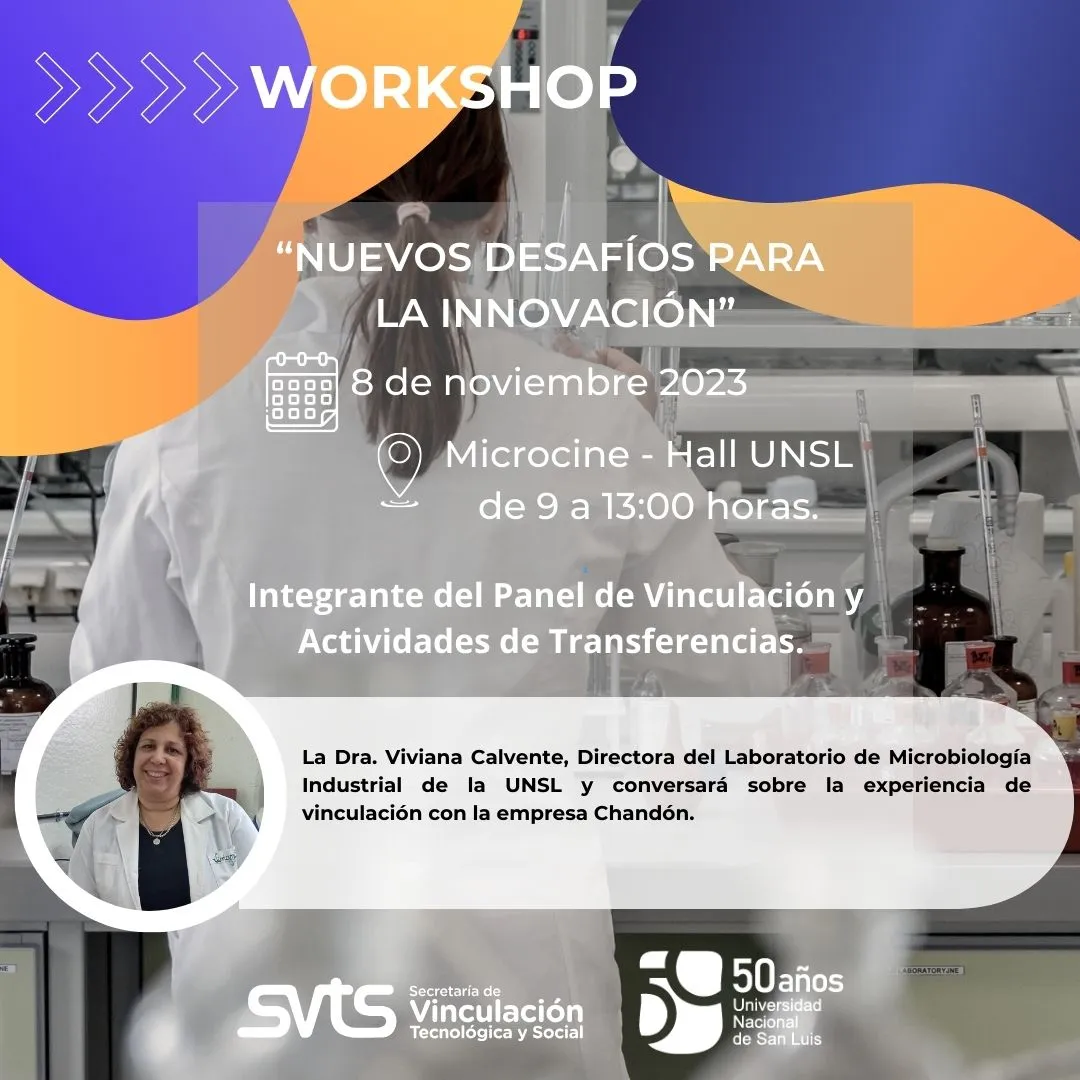 WORKSHOP
“NUEVOS DESAFÍOS PARA
LA INNOVACIÓN”
8 de noviembre 2023
Microcine - Hall UNSL
de 9 a 13:00 horas.
Integrante del Panel de Vinculación y
Actividades de Transferencias.
La Dra. Viviana Calvente, Directora del Laboratorio de Microbiología
Industrial de la UNSL y conversará sobre la experiencia de
vinculación con la empresa Chandón.
svts
Secretaría de
Vinculación
Tecnológica y Social
50 años
Universidad
Nacional
de San Luis